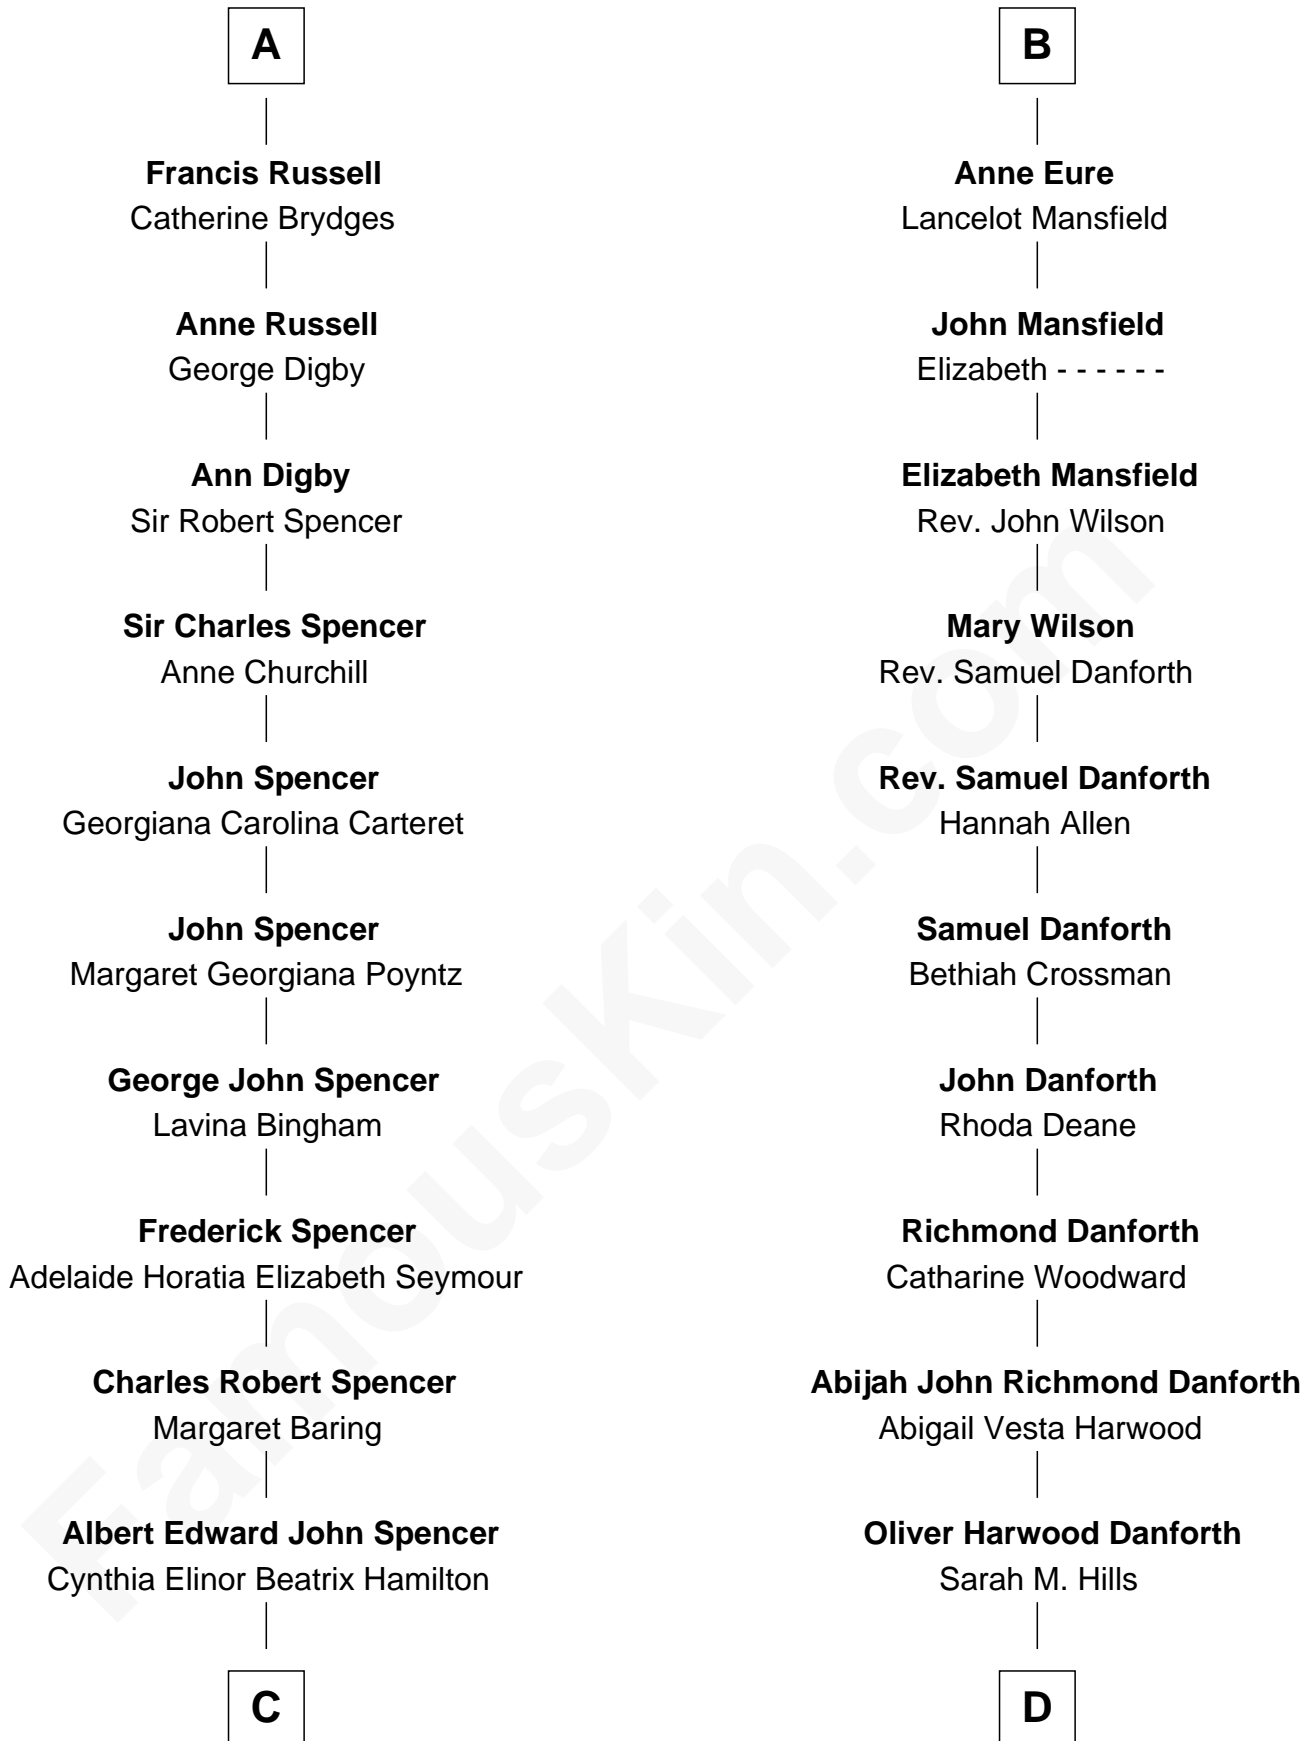 A
Francis Russell
Catherine Brydges
Anne Russell
George Digby
Ann Digby
Sir Robert Spencer
Sir Charles Spencer
Anne Churchill
John Spencer
Georgiana Carolina Carteret
John Spencer
Margaret Georgiana Poyntz
George John Spencer
Lavina Bingham
Frederick Spencer
Adelaide Horatia Elizabeth Seymour
Charles Robert Spencer
Margaret Baring
Albert Edward John Spencer
Cynthia Elinor Beatrix Hamilton
C
B
Anne Eure
Lancelot Mansfield
John Mansfield
Elizabeth - - - - - -
Elizabeth Mansfield
Rev. John Wilson
Mary Wilson
Rev. Samuel Danforth
Rev. Samuel Danforth
Hannah Allen
Samuel Danforth
Bethiah Crossman
John Danforth
Rhoda Deane
Richmond Danforth
Catharine Woodward
Abijah John Richmond Danforth
Abigail Vesta Harwood
Oliver Harwood Danforth
Sarah M. Hills
D
FamousKin.com